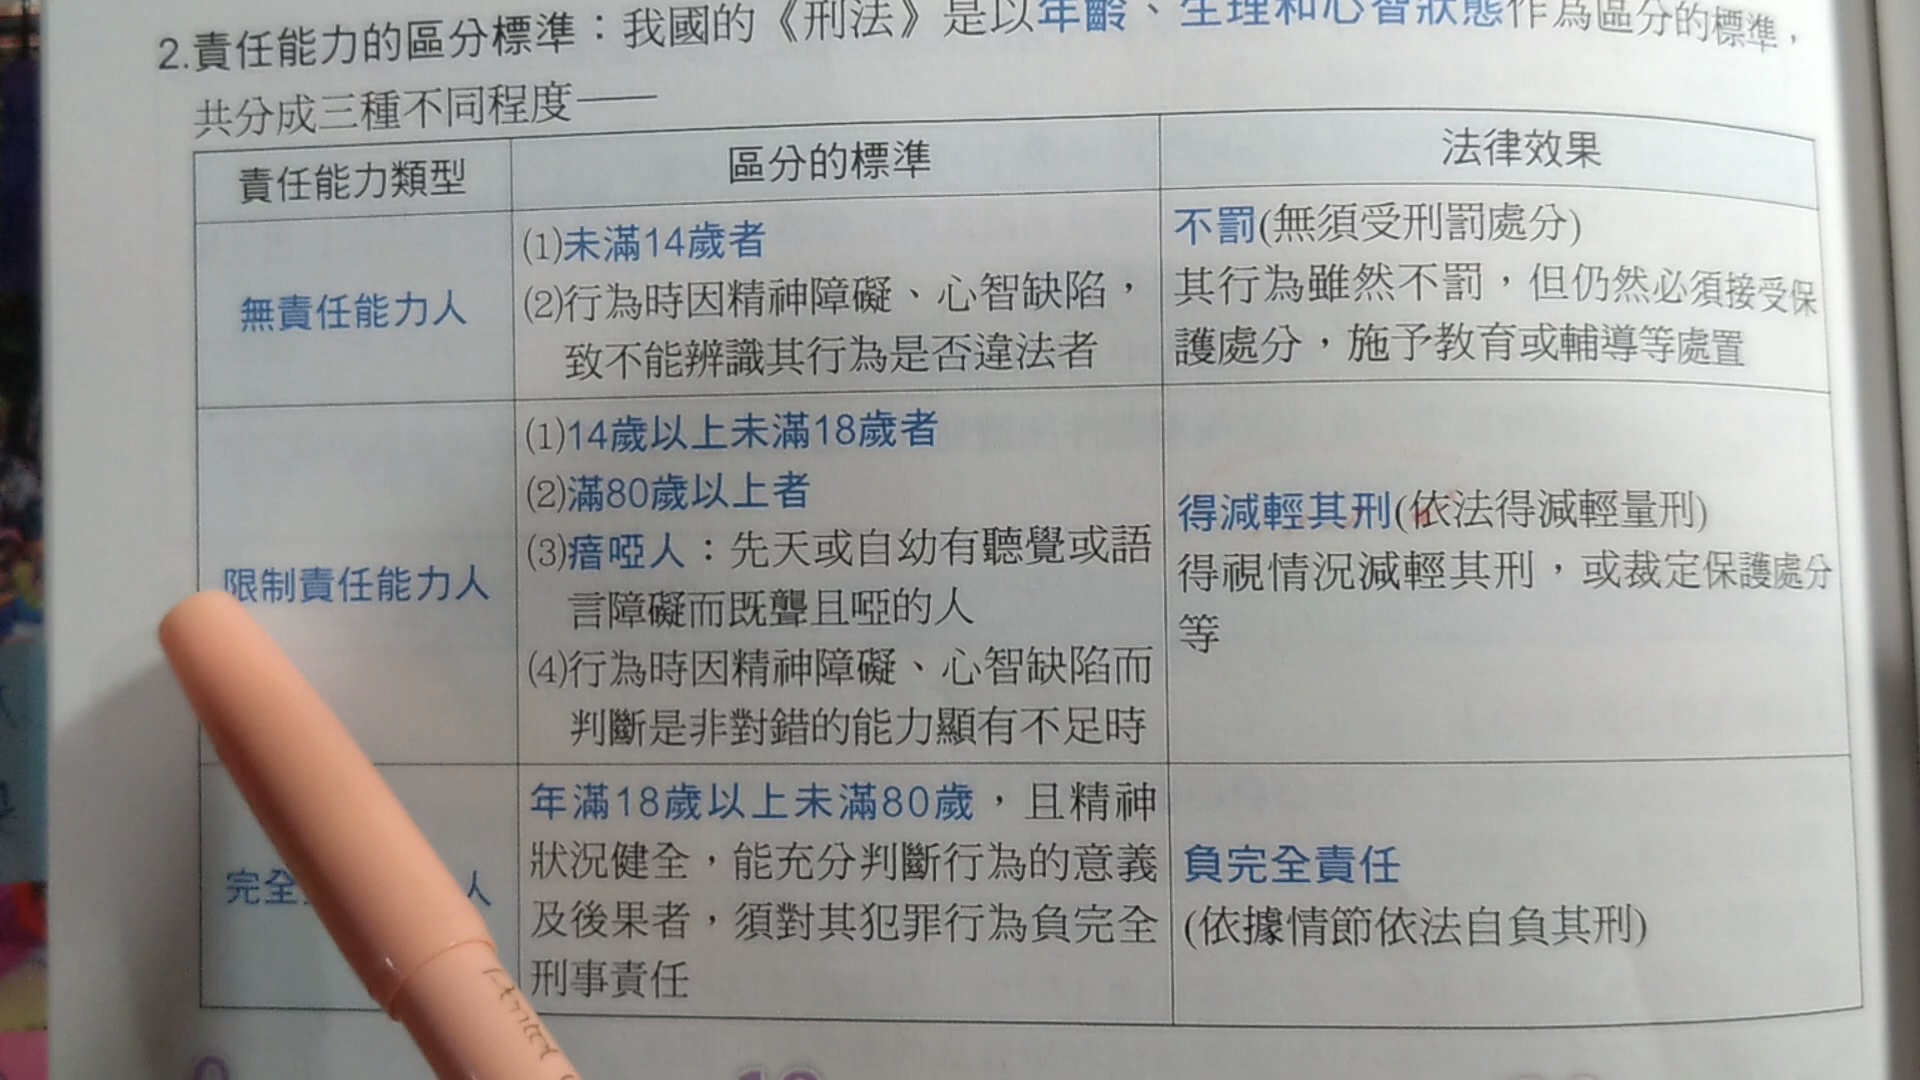 2.責任能力的區分標準：我國的《刑法》是以年齡、生理和心智狀態作為區分的標準，
共分成三種不同程度——
責任能力類型
區分的標準
法律效果
無責任能力人
(1)未滿14歲者
(2)行為時因精神障礙、心智缺陷，
致不能辨識其行為是否違法者
不罰(無須受刑罰處分)
其行為雖然不罰，但仍然必須接受保
護處分，施予教育或輔導等處置
限制責任能力人
(1)14歲以上未滿18歲者
(2)滿80歲以上者
(3)瘖啞人：先天或自幼有聽覺或語
言障礙而既聾且啞的人
(4)行為時因精神障礙、心智缺陷而
判斷是非對錯的能力顯有不足時
得減輕其刑(依法得減輕量刑)
得視情況減輕其刑，或裁定保護處分
等
完全 人
年滿18歲以上未滿80歲，且精神
狀況健全，能充分判斷行為的意義
及後果者，須對其犯罪行為負完全
刑事責任
負完全責任
(依據情節依法自負其刑)